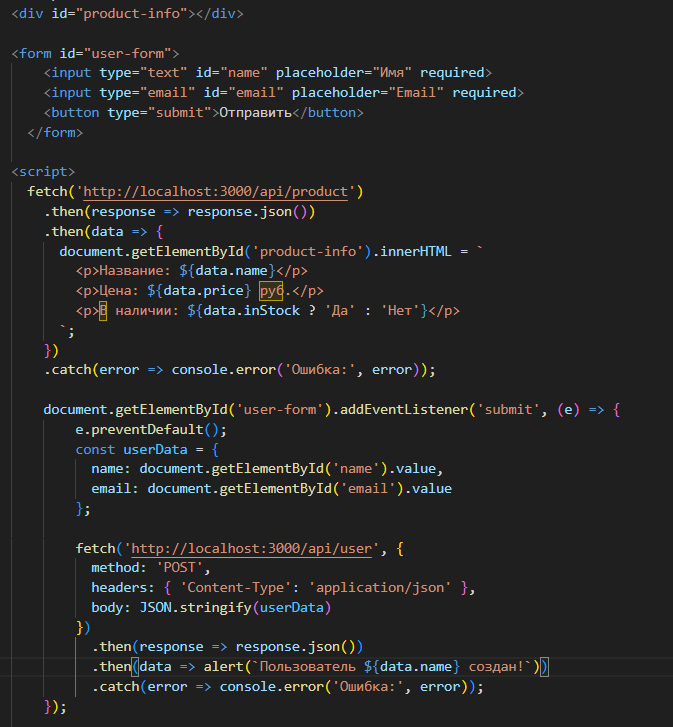 <div id="product-info"></div>
<form id="user-form">
<input type="text" id="name" placeholder="Имя" required>
<input type="email" id="email" placeholder="Email" required>
<button type="submit">Отправить</button>
</form>
<script>
fetch('http://localhost:3000/api/product')
.then(response => response.json())
.then(data => {
document.getElementById('product-info').innerHTML = `
<p>Название: ${data.name}</p>
<p>Цена: ${data.price} руб.</p>
<p>В наличии: ${data.inStock ? 'Да' : 'Нет'}</p>
`;
})
.catch(error => console.error('Ошибка:', error));
document.getElementById('user-form').addEventListener('submit', (e) => {
e.preventDefault();
const userData = {
name: document.getElementById('name').value,
email: document.getElementById('email').value
};
fetch('http://localhost:3000/api/user', {
method: 'POST',
headers: { 'Content-Type': 'application/json' },
body: JSON.stringify(userData)
})
.then(response => response.json())
.then(data => alert(`Пользователь ${data.name} создан!`))
.catch(error => console.error('Ошибка:', error));
});